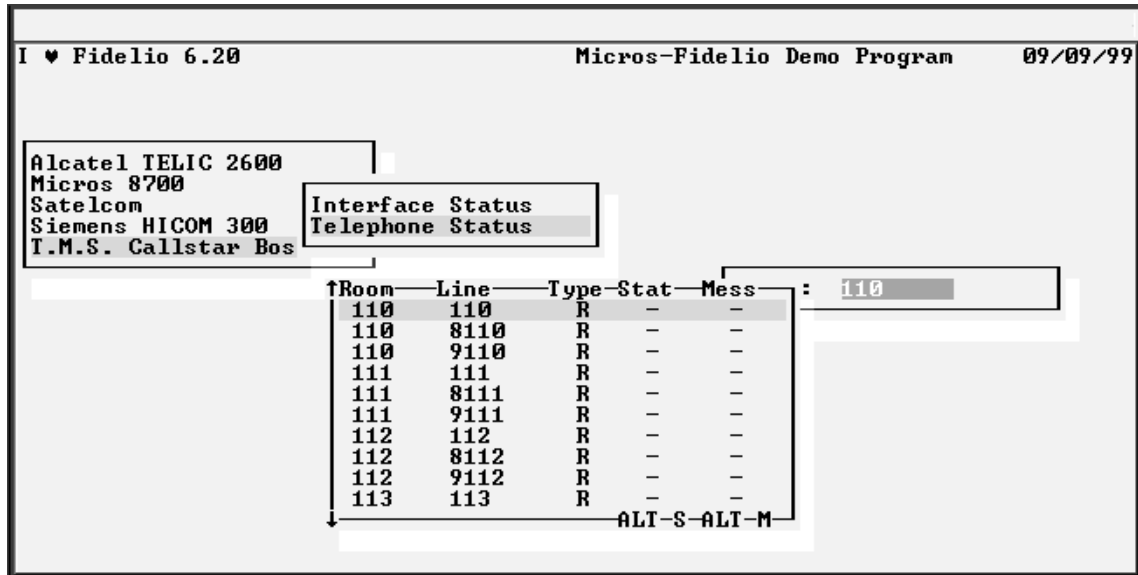 I ♥ Fidelio 6.20 Micros-Fidelio Demo Program 09/09/99
Alcatel TELIC 2600
Micros 8700
Satelcom
Siemens HICOM 300
T.M.S. Callstar Bos
Interface Status
Telephone Status
↑Room Line Type Stat Mess : 110
110 110 R - -
110 8110 R - -
110 9110 R - -
111 111 R - -
111 8111 R - -
111 9111 R - -
112 112 R - -
112 8112 R - -
112 9112 R - -
113 113 R - -
↓ ALT-S ALT-M